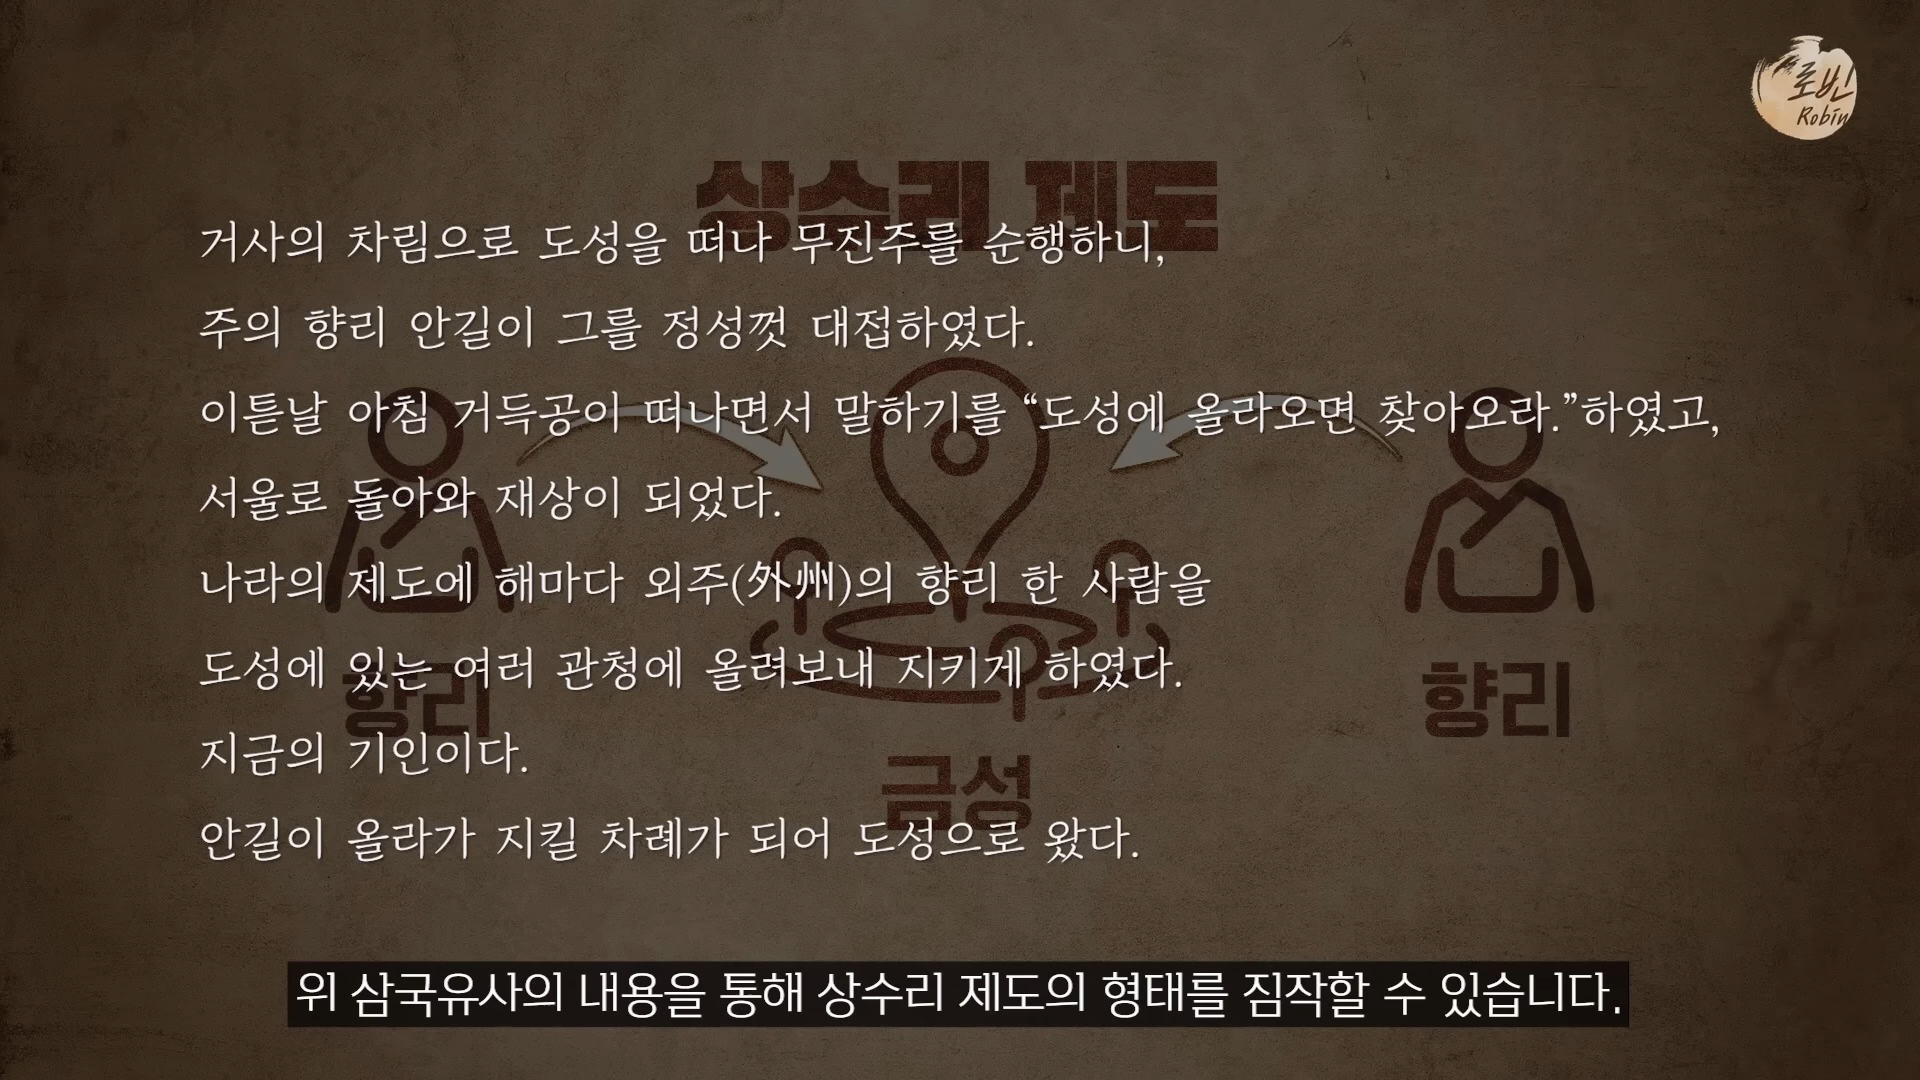 로빈
Robin
상수리 제도
거사의 차림으로 도성을 떠나 무진주를 순행하니,
주의 향리 안길이 그를 정성껏 대접하였다.
이튿날 아침 거득공이 떠나면서 말하기를 “도성에 올라오면 찾아오라.”하였고,
서울로 돌아와 재상이 되었다.
나라의 제도에 해마다 외주(外州)의 향리 한 사람을
도성에 있는 여러 관청에 올려보내 지키게 하였다.
향리
향리
지금의 기인이다.
금성
안길이 올라가 지킬 차례가 되어 도성으로 왔다.
위 삼국유사의 내용을 통해 상수리 제도의 형태를 짐작할 수 있습니다.